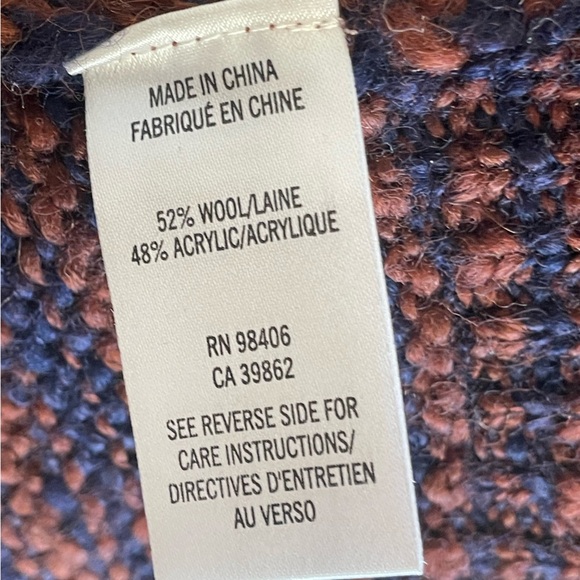 MADE IN CHINA
FABRIQUÉ EN CHINE
52% WOOL/LAINE
48% ACRYLIC/ACRYLIQUE
RN 98406
CA 39862
SEE REVERSE SIDE FOR
CARE INSTRUCTIONS/
DIRECTIVES D'ENTRETIEN
AU VERSO